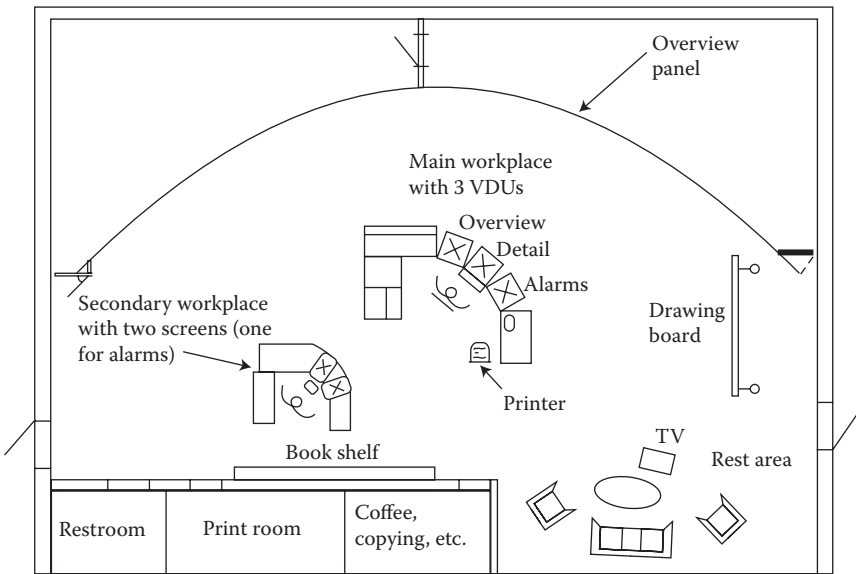 Overview
panel
Main workplace
with 3 VDUs
Overview
Detail
Alarms
Secondary workplace
with two screens (one
for alarms)
Drawing
board
Printer
TV
Book shelf
Rest area
Restroom
Print room
Coffee,
copying, etc.